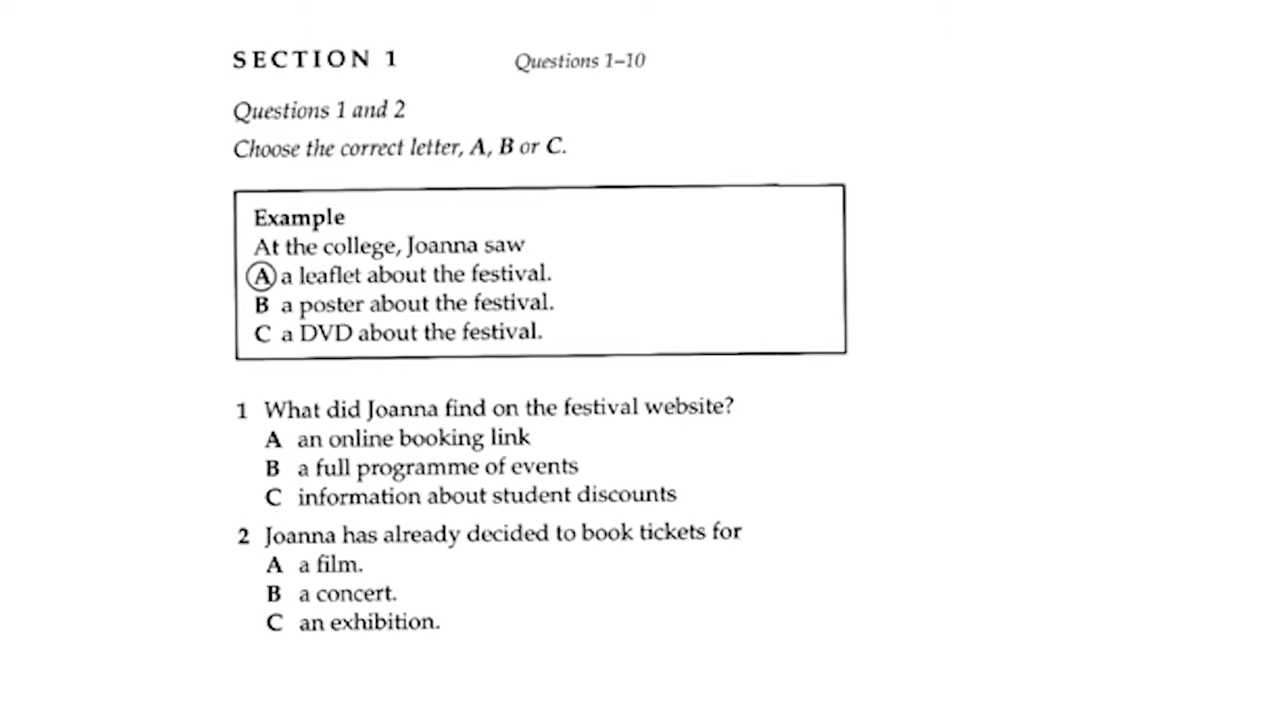 SECTION 1 Questions 1–10
Questions 1 and 2
Choose the correct letter, A, B or C.
Example
At the college, Joanna saw
A a leaflet about the festival.
B a poster about the festival.
C a DVD about the festival.
1 What did Joanna find on the festival website?
A an online booking link
B a full programme of events
C information about student discounts
2 Joanna has already decided to book tickets for
A a film.
B a concert.
C an exhibition.